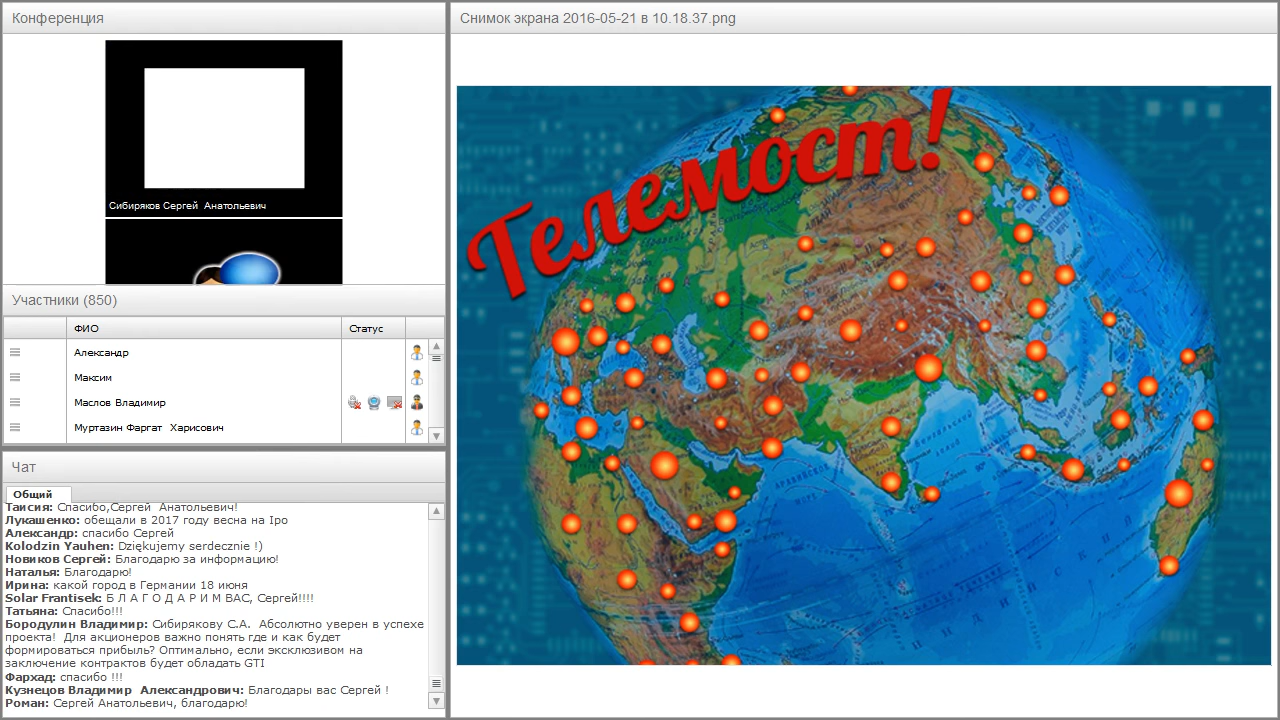 Конференция
Сибиряков Сергей Анатольевич
Участники (850)
ФИО Статус
Александр
Максим
Маслов Владимир
Муртазин Фаргат Харисович
Чат
Общий
Таисия: Спасибо,Сергей Анатольевич!
Лукашенко: обещали в 2017 году весна на Ipo
Александр: спасибо Сергей
Kolodzin Yauhen: Dziękujemy serdecznie !)
Новиков Сергей: Благодарю за информацию!
Наталья: Благодарю!
Ирина: какой город в Германии 18 июня
Solar Frantisek: Б Л А Г О Д А Р И М ВАС, Сергей!!!!
Татьяна: Спасибо!!!
Бородулин Владимир: Сибирякову С.А. Абсолютно уверен в успехе
проекта! Для акционеров важно понять где и как будет
формироваться прибыль? Оптимально, если эксклюзивом на
заключение контрактов будет обладать GTI
Фархад: спасибо !!!
Кузнецов Владимир Александрович: Благодары вас Сергей !
Роман: Сергей Анатольевич, благодарю!
Снимок экрана 2016-05-21 в 10.18.37.png
Телемост!
АРАВИЙСКОЕ
МОРЕ